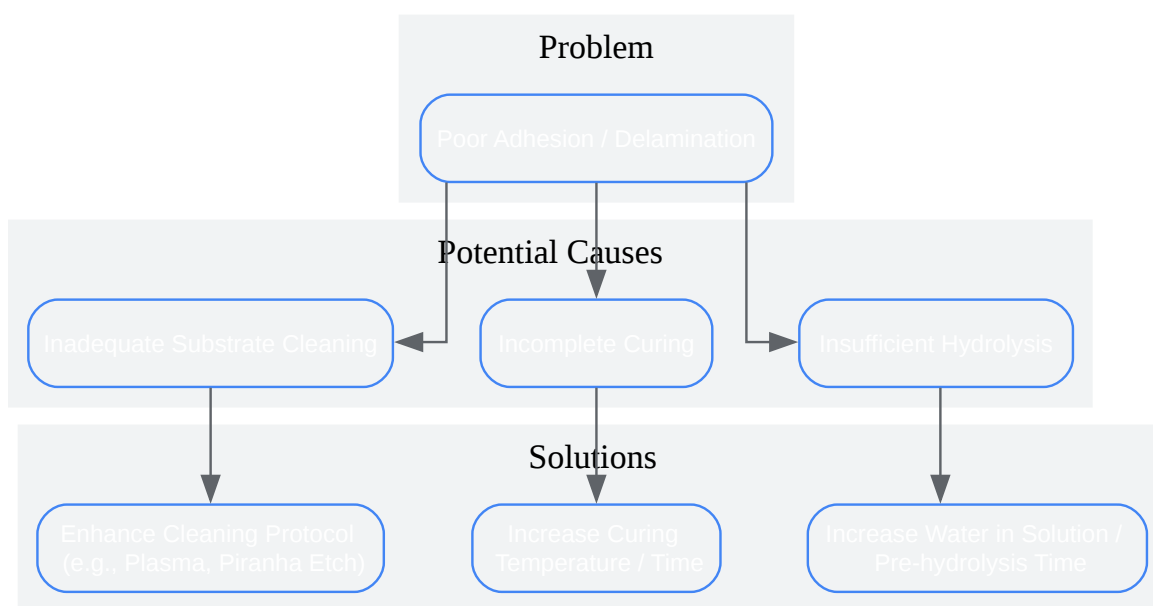 Problem
Poor Adhesion / Delamination
Potential Causes
Inadequate Substrate Cleaning
Incomplete Curing
Insufficient Hydrolysis
Solutions
Enhance Cleaning Protocol
(e.g., Plasma, Piranha Etch)
Increase Curing
Temperature / Time
Increase Water in Solution /
Pre-hydrolysis Time